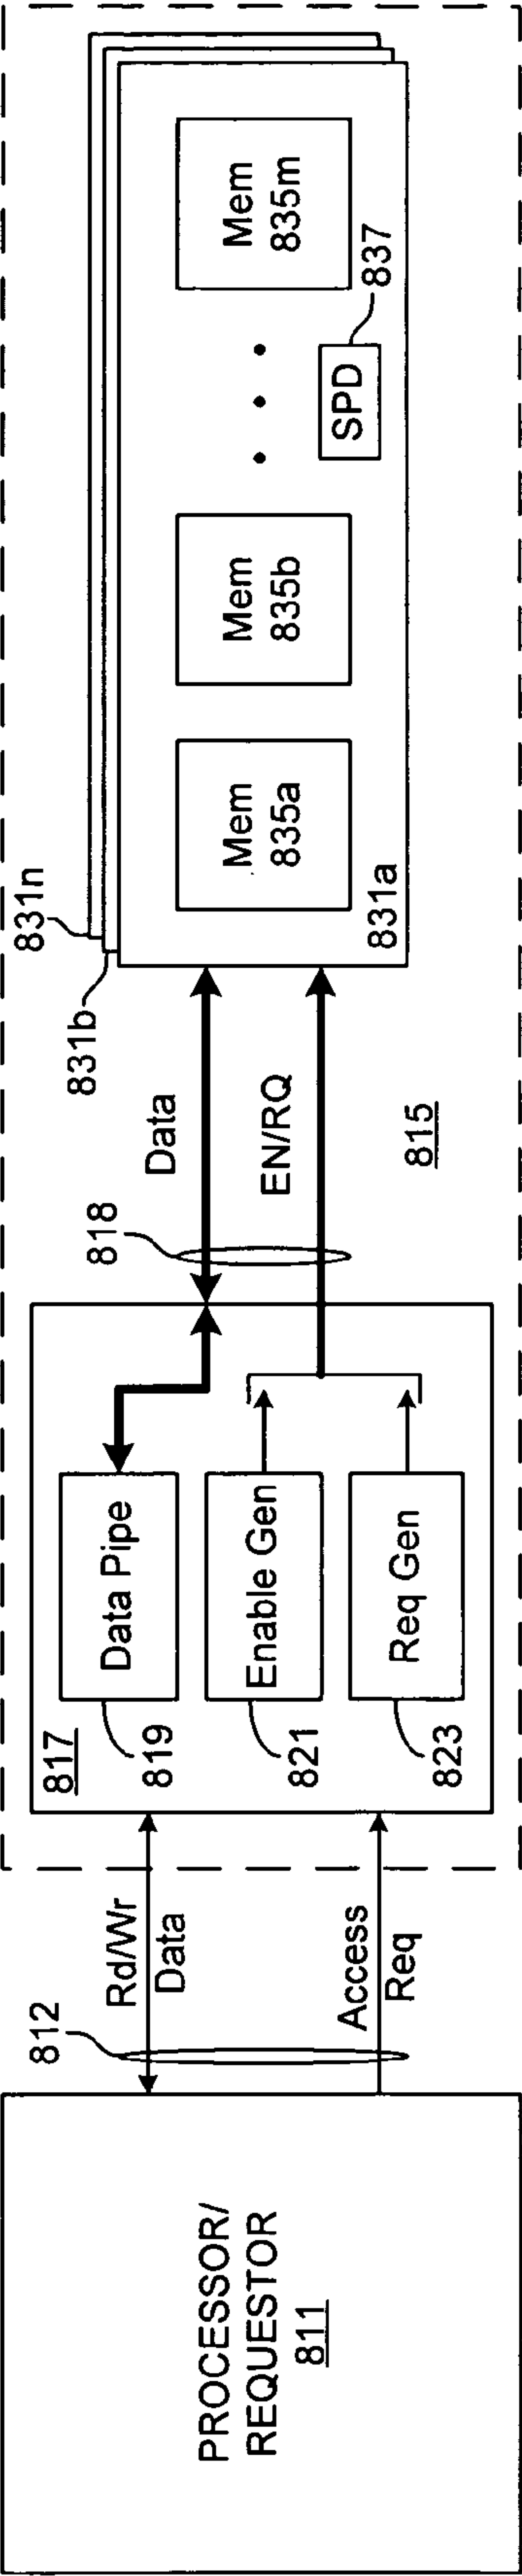 PROCESSOR/
REQUESTOR
811
812
Rd/Wr
Data
Access
Req
817
Data Pipe
819
Enable Gen
821
Req Gen
823
818
Data
EN/RQ
815
831n
831b
831a
Mem
835a
Mem
835b
Mem
835m
SPD
837